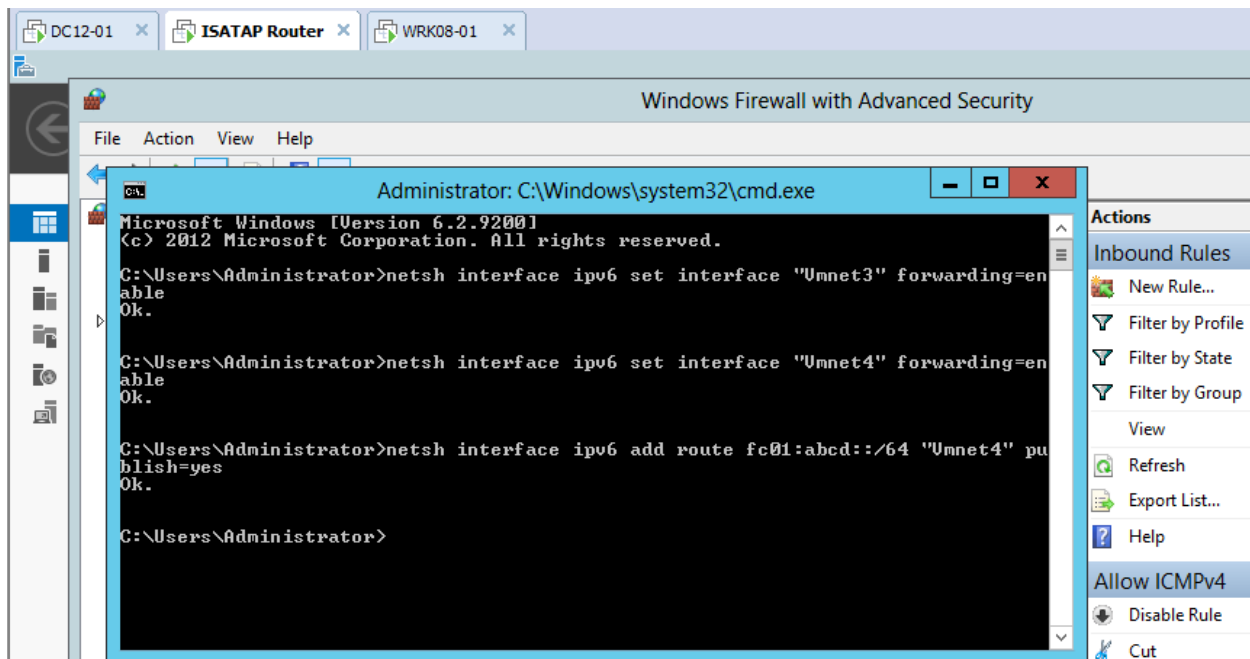 DC12-01
ISATAP Router
WRK08-01
Windows Firewall with Advanced Security
File Action View Help
Administrator: C:\Windows\system32\cmd.exe
Microsoft Windows [Version 6.2.9200]
(c) 2012 Microsoft Corporation. All rights reserved.
C:\Users\Administrator>netsh interface ipv6 set interface "Vmnet3" forwarding=en
able
Ok.
C:\Users\Administrator>netsh interface ipv6 set interface "Vmnet4" forwarding=en
able
Ok.
C:\Users\Administrator>netsh interface ipv6 add route fc01:abcd::/64 "Vmnet4" pu
blish=yes
Ok.
C:\Users\Administrator>
Actions
Inbound Rules
New Rule...
Filter by Profile
Filter by State
Filter by Group
View
Refresh
Export List...
Help
Allow ICMPv4
Disable Rule
Cut